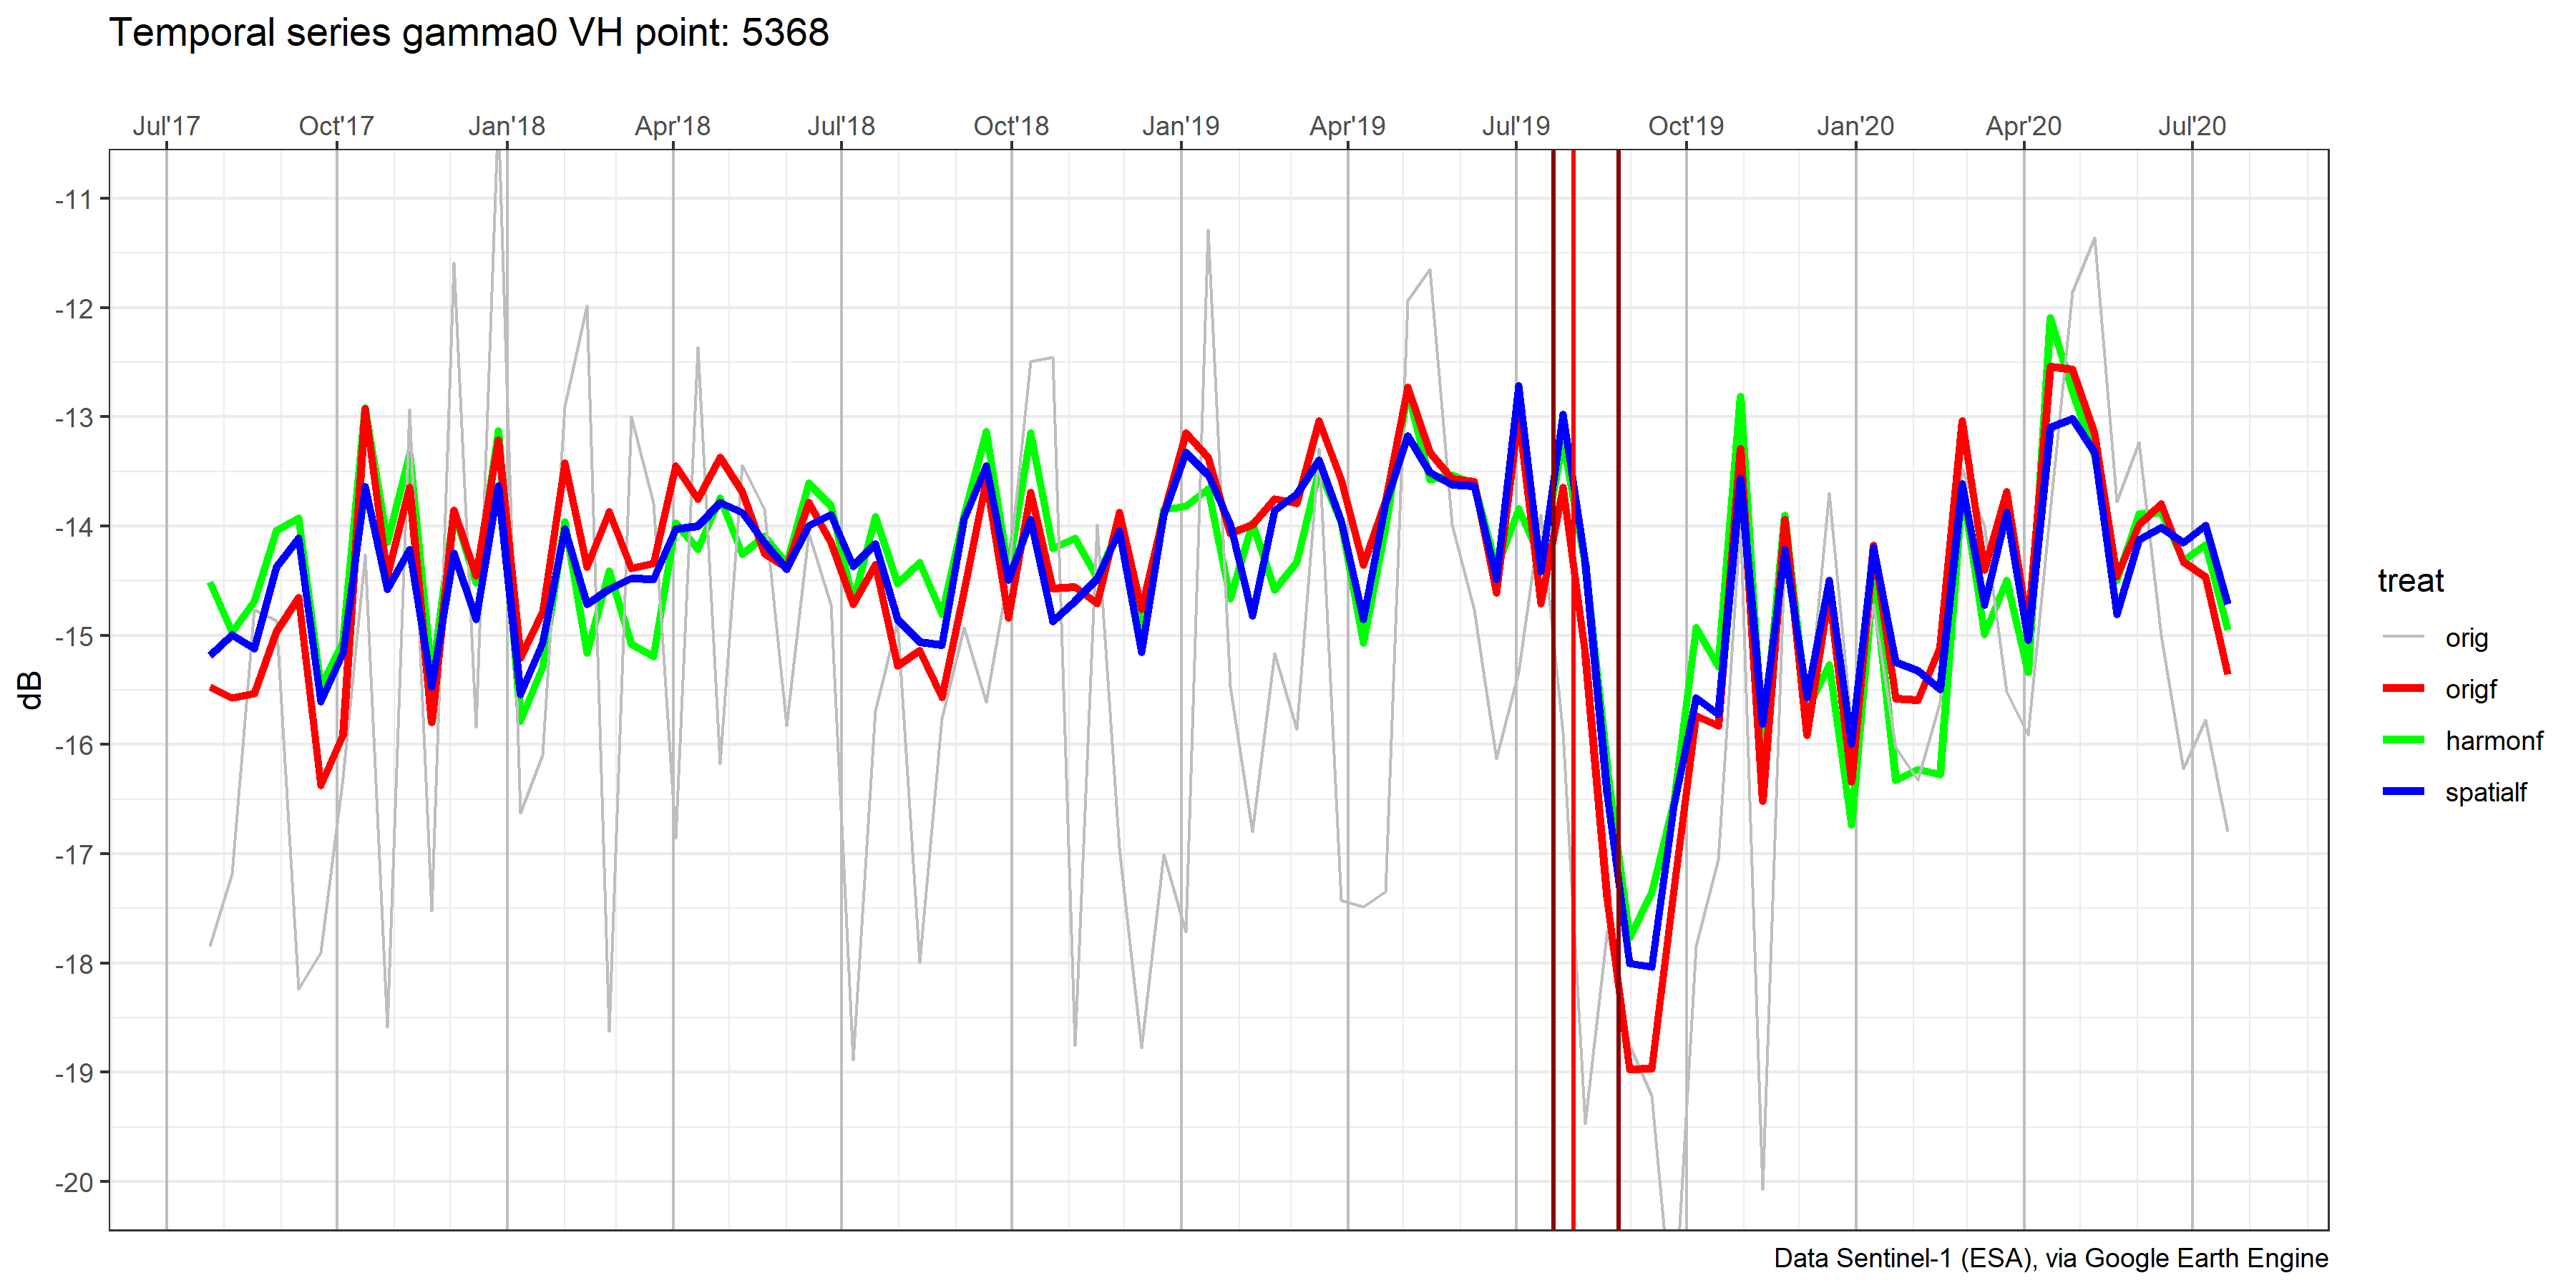 Temporal series gamma0 VH point: 5368
Jul'17 Oct'17 Jan'18 Apr'18 Jul'18 Oct'18 Jan'19 Apr'19 Jul'19 Oct'19 Jan'20 Apr'20 Jul'20
-11
-12
-13
-14
-15
-16
-17
-18
-19
-20
dB
treat
orig
origf
harmonf
spatialf
Data Sentinel-1 (ESA), via Google Earth Engine